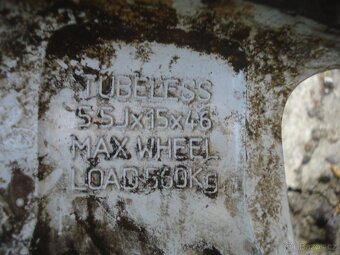 TUBELESS
5.5Jx15x46
MAX WHEEL
LOAD 560Kg